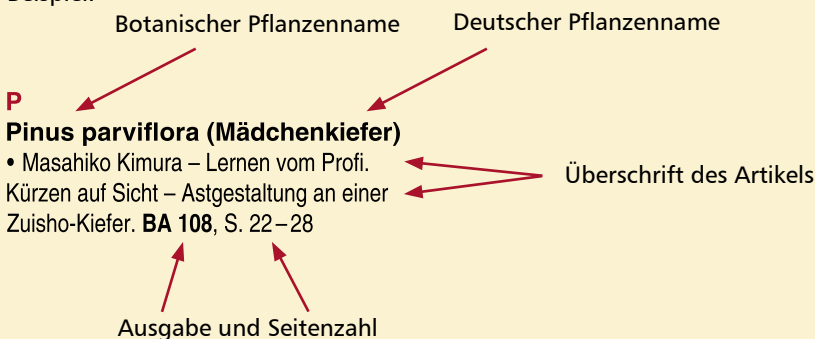 Botanischer Pflanzenname
Deutscher Pflanzenname
P
Pinus parviflora (Mädchenkiefer)
• Masahiko Kimura – Lernen vom Profi.
Kürzen auf Sicht – Astgestaltung an einer
Zuisho-Kiefer. BA 108, S. 22–28
Überschrift des Artikels
Ausgabe und Seitenzahl